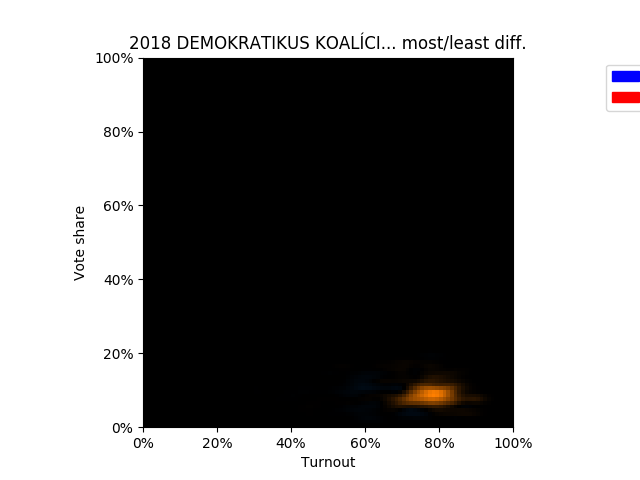 2018 DEMOKRATIKUS KOALÍCI... most/least diff.
100%
80%
60%
40%
20%
0%
Vote share
0% 20% 40% 60% 80% 100%
Turnout